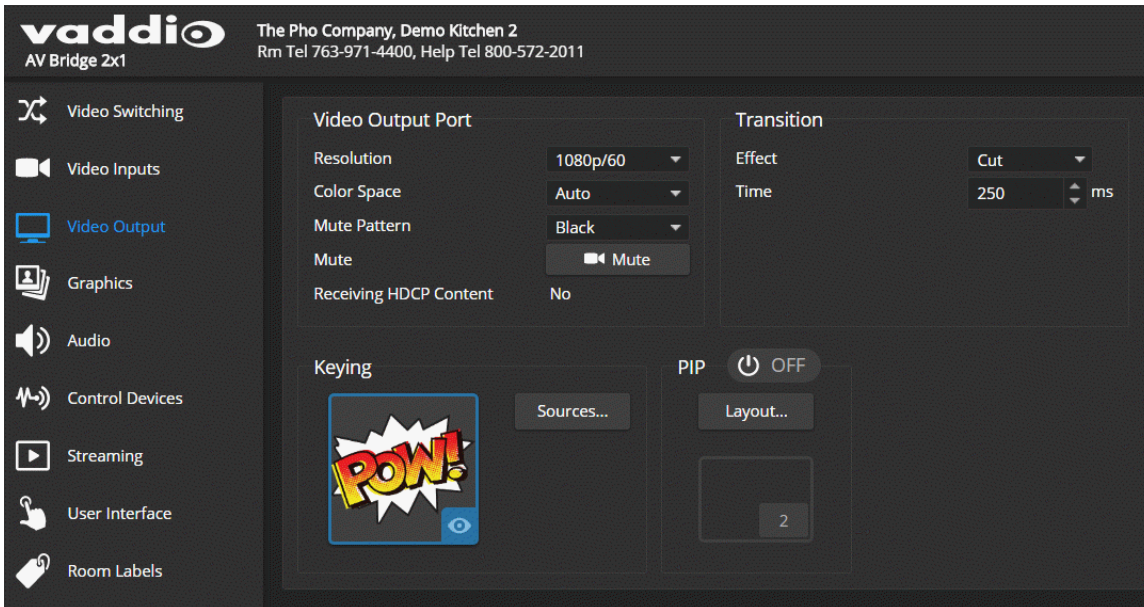 vaddio
AV Bridge 2x1
The Pho Company, Demo Kitchen 2
Rm Tel 763-971-4400, Help Tel 800-572-2011
Video Switching
Video Inputs
Video Output
Graphics
Audio
Control Devices
Streaming
User Interface
Room Labels
Video Output Port
Resolution 1080p/60
Color Space Auto
Mute Pattern Black
Mute Mute
Receiving HDCP Content No
Transition
Effect Cut
Time 250 ms
Keying
POW!
Sources...
PIP OFF
Layout...
2